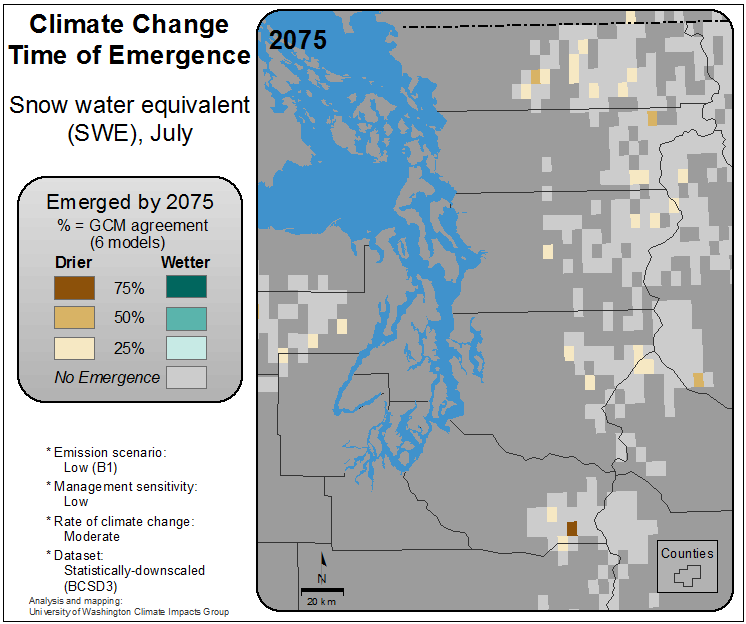 Climate Change
Time of Emergence
Snow water equivalent
(SWE), July
Emerged by 2075
% = GCM agreement
(6 models)
Drier Wetter
75%
50%
25%
No Emergence
* Emission scenario:
Low (B1)
* Management sensitivity:
Low
* Rate of climate change:
Moderate
* Dataset:
Statistically-downscaled
(BCSD3)
Analysis and mapping:
University of Washington Climate Impacts Group
2075
N
20 km
Counties